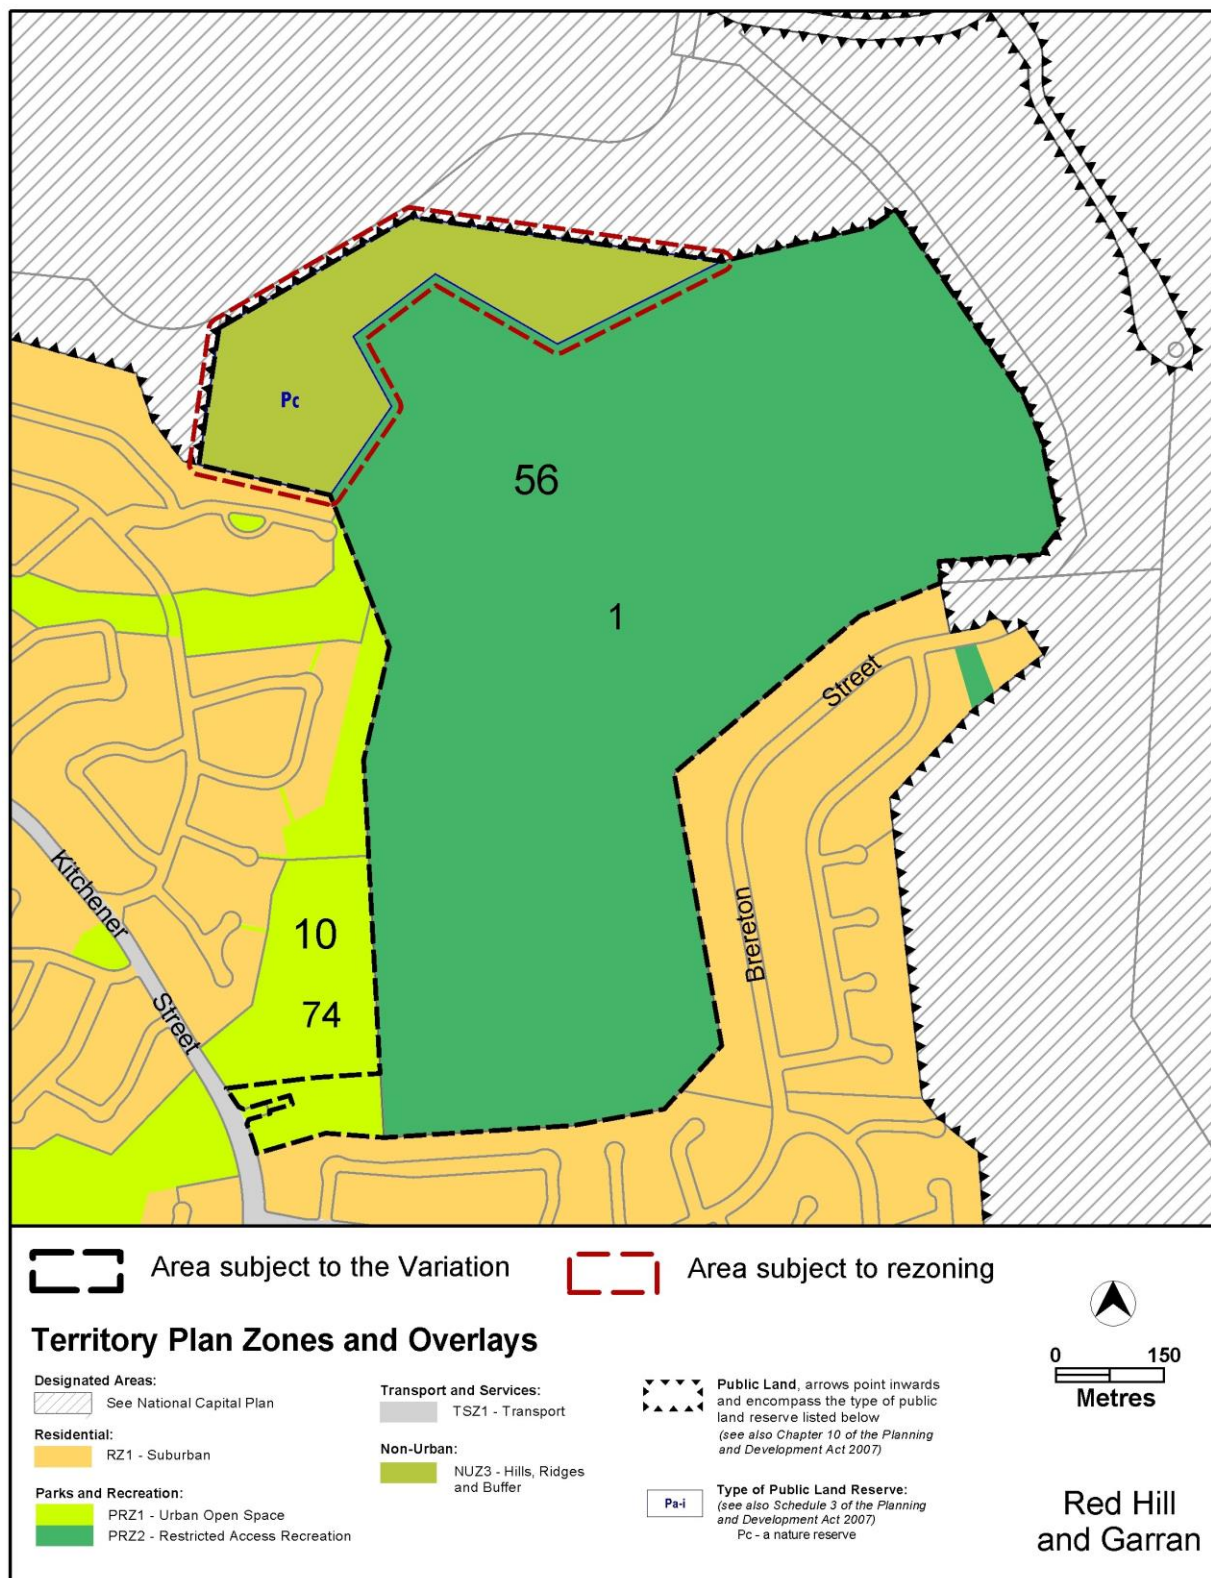 Pc
56
1
Street
Brereton
Kitchener
Street
10
74
Area subject to the Variation
Area subject to rezoning
Territory Plan Zones and Overlays
Designated Areas:
See National Capital Plan
Residential:
RZ1 - Suburban
Parks and Recreation:
PRZ1 - Urban Open Space
PRZ2 - Restricted Access Recreation
Transport and Services:
TSZ1 - Transport
Non-Urban:
NUZ3 - Hills, Ridges
and Buffer
Public Land, arrows point inwards
and encompass the type of public
land reserve listed below
(see also Chapter 10 of the Planning
and Development Act 2007)
Pa-i
Type of Public Land Reserve:
(see also Schedule 3 of the Planning
and Development Act 2007)
Pc - a nature reserve
0 150
Metres
Red Hill
and Garran